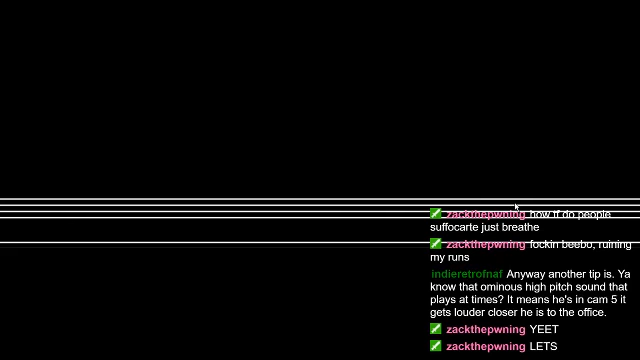 zackthepwning how tf do people
suffocarte just breathe
zackthepwning fockin beebo, ruining
my runs
indieretrofnaf Anyway another tip is. Ya
know that ominous high pitch sound that
plays at times? It means he's in cam 5 it
gets louder closer he is to the office.
zackthepwning YEET
zackthepwning LETS